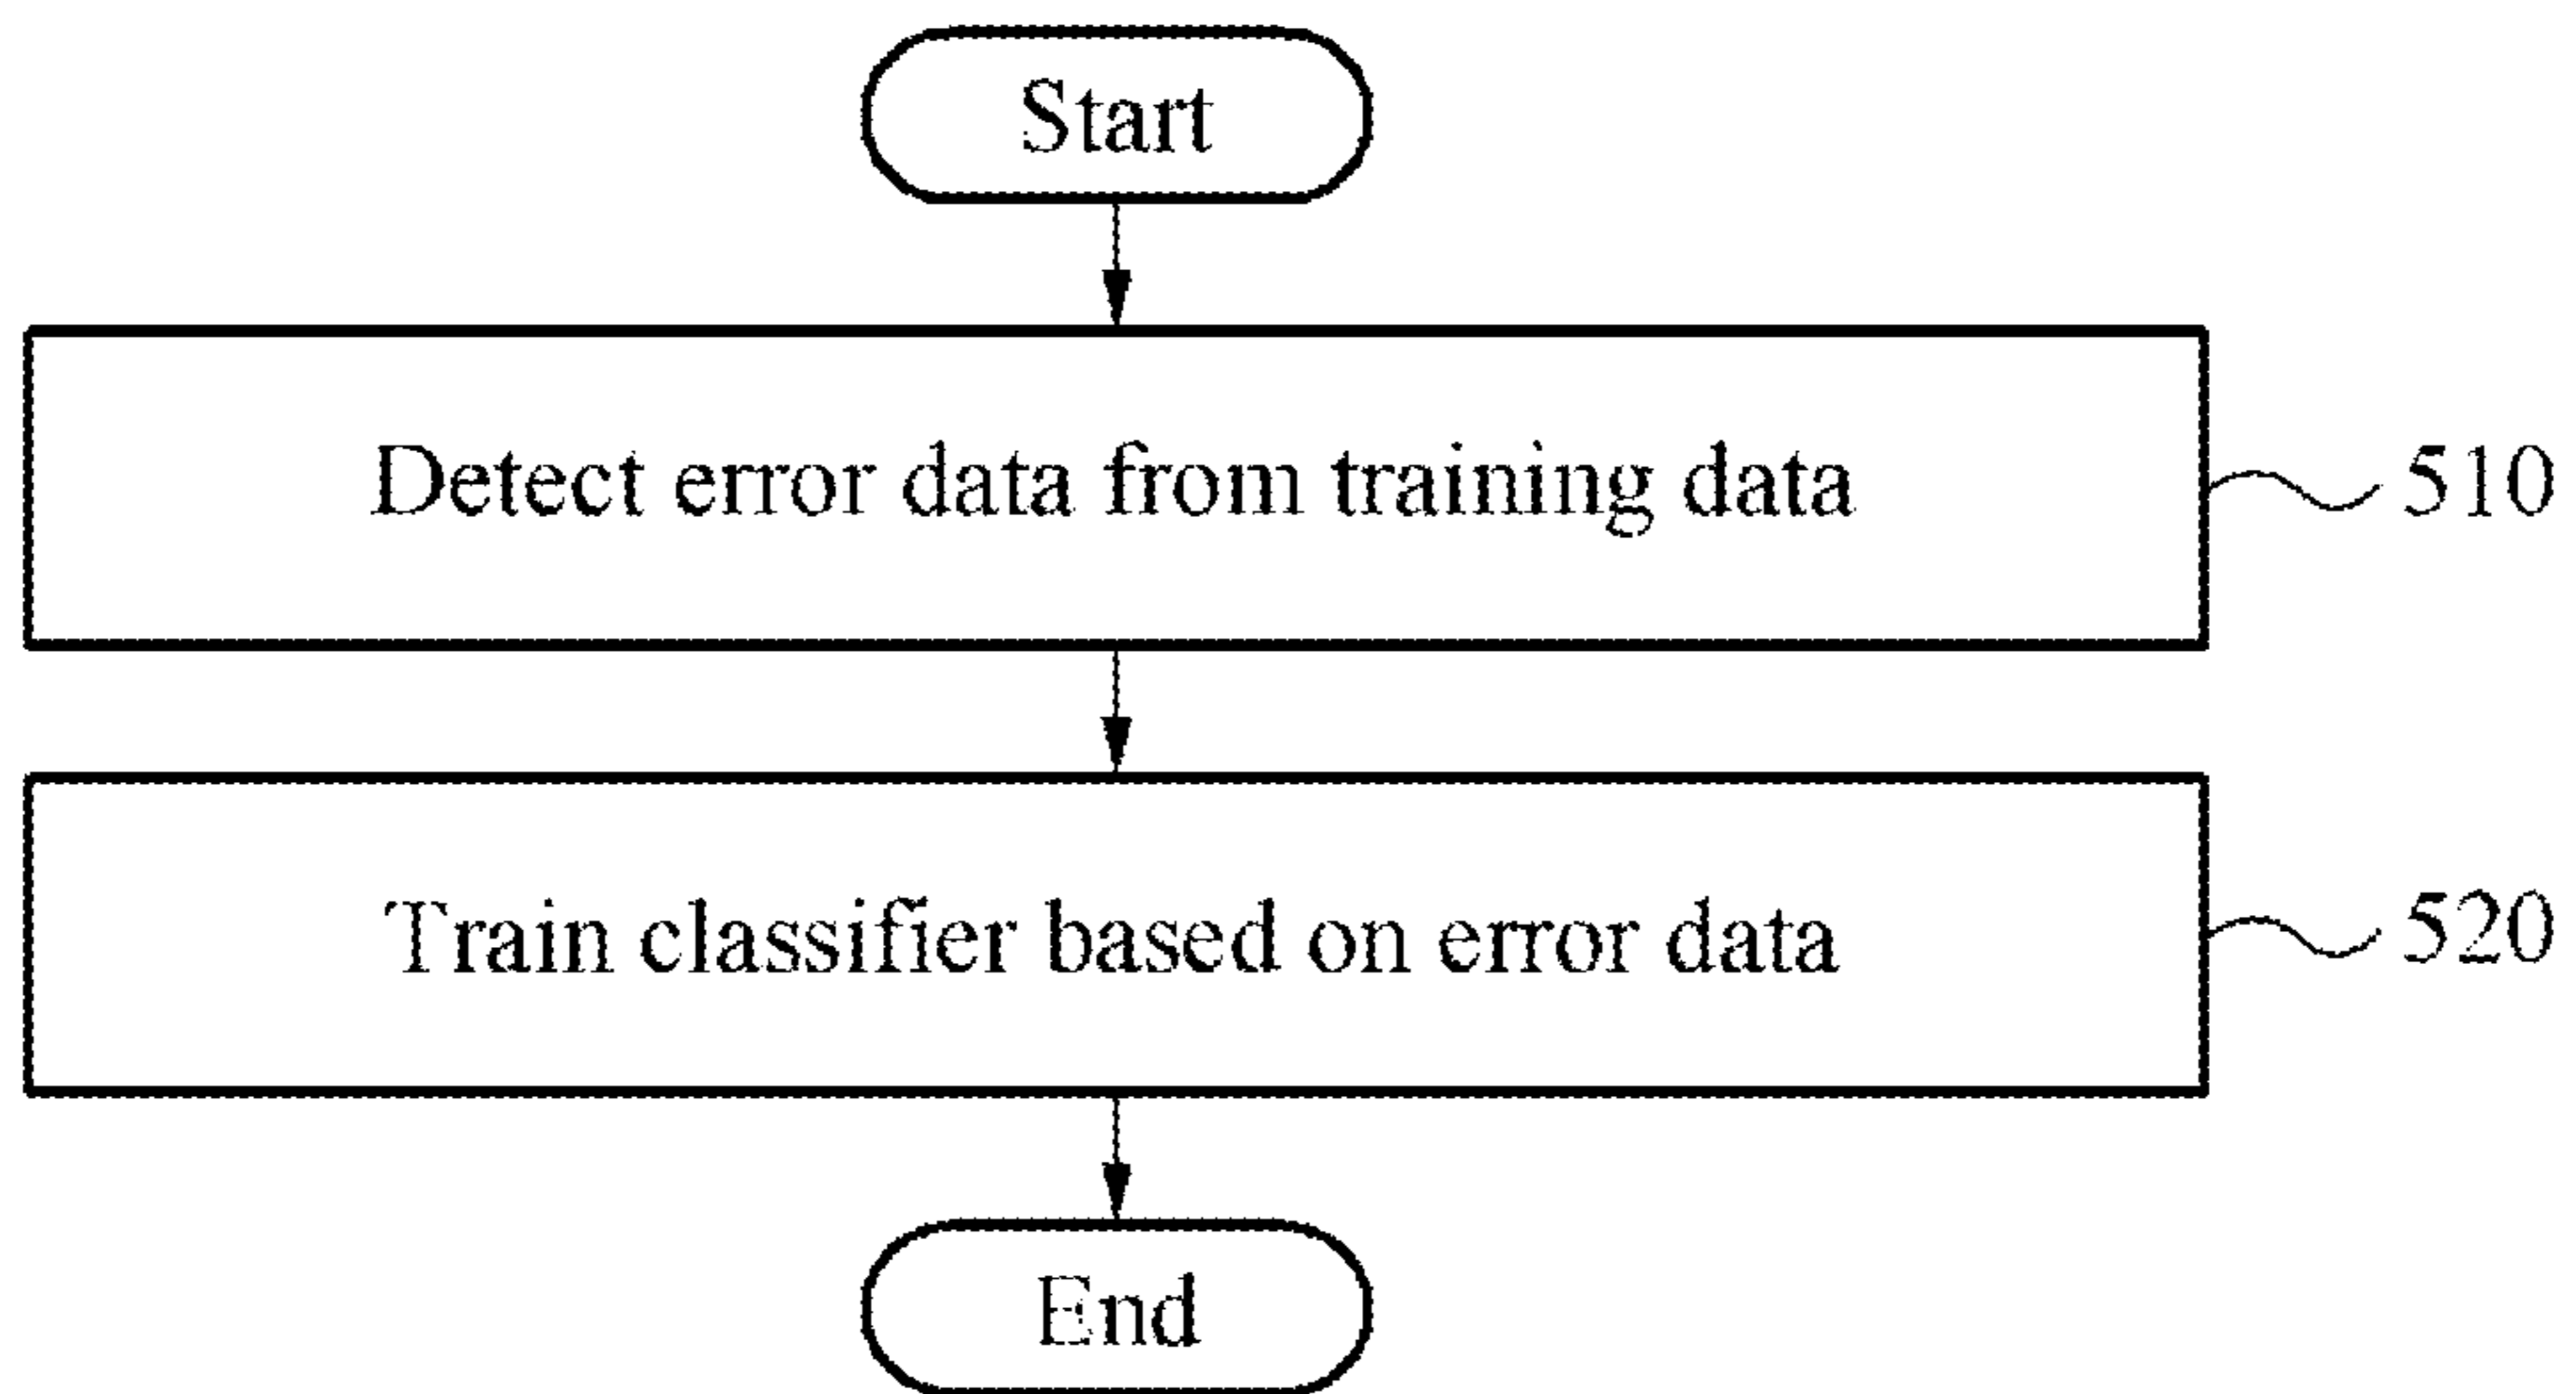 Start
Detect error data from training data
510
Train classifier based on error data
520
End